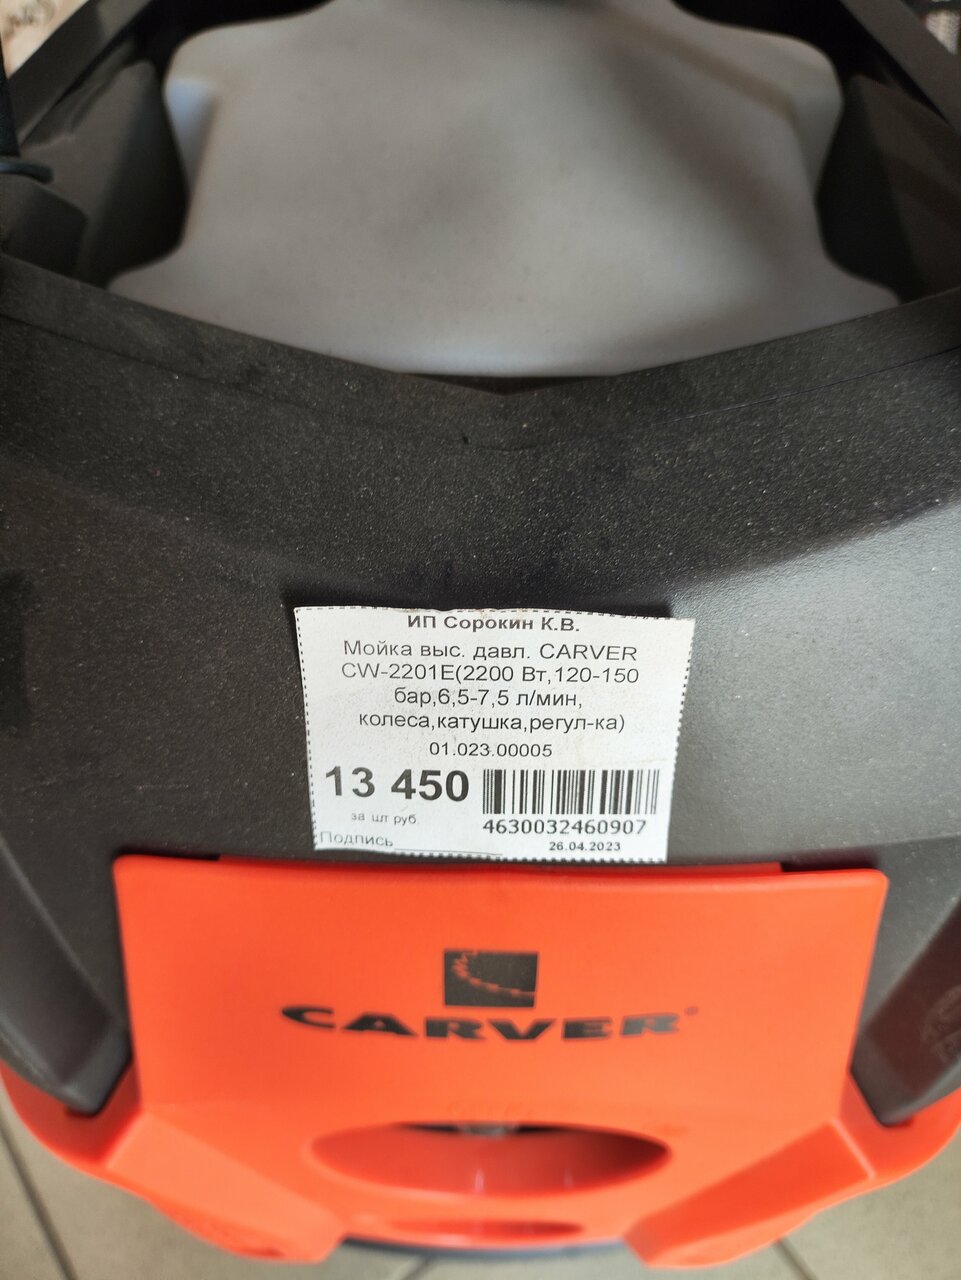 ИП Сорокин К.В.
Мойка выс. давл. CARVER
CW-2201E(2200 Вт,120-150
бар,6,5-7,5 л/мин,
колеса,катушка,регул-ка)
01.023.00005
13 450
за шт руб.
4630032460907
Подпись__________
26.04.2023
CARVER®